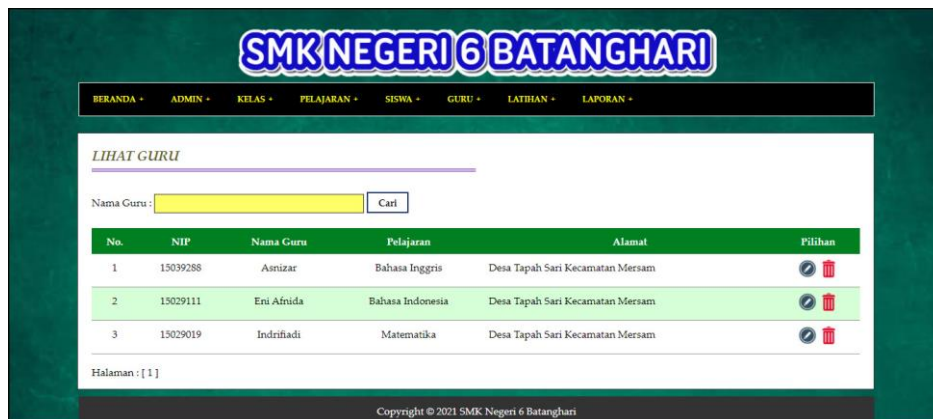 SMK NEGERI 6 BATANGHARI
BERANDA + ADMIN + KELAS + PELAJARAN + SISWA + GURU + LATIHAN + LAPORAN +
LIHAT GURU
Nama Guru : Cari
No. NIP Nama Guru Pelajaran Alamat Pilihan
1 15039288 Asnizar Bahasa Inggris Desa Tapah Sari Kecamatan Mersam
2 15029111 Eni Afnida Bahasa Indonesia Desa Tapah Sari Kecamatan Mersam
3 15029019 Indrifiadi Matematika Desa Tapah Sari Kecamatan Mersam
Halaman : [ 1 ]
Copyright © 2021 SMK Negeri 6 Batanghari